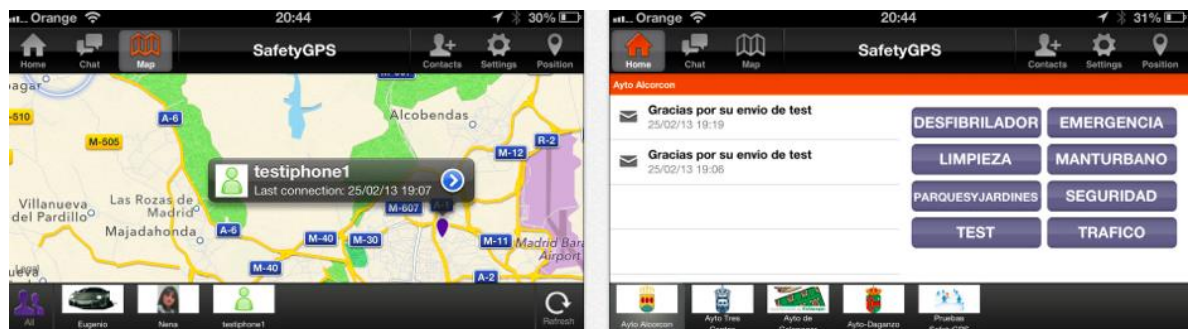 Orange 20:44 30%
SafetyGPS
Home Chat Map Contacts Settings Position
-510
A-6
Alcobendas
M-505
R-2
M-12
testiphone1
Last connection: 25/02/13 19:07
Villanueva
del Pardillo
Las Rozas de
Madrid
M-607
A-1
Majadahonda
A-6
M-40
M-30
M-11
Madrid Bara
Airport
M-40
A-2
Legal
All Eugenio Nena testiphone1 Refresh
Orange 20:44 31%
SafetyGPS
Home Chat Map Contacts Settings Position
Ayto Alcorcon
Gracias por su envio de test
25/02/13 19:19
Gracias por su envio de test
25/02/13 19:06
DESFIBRILADOR EMERGENCIA
LIMPIEZA MANTURBANO
PARQUESYJARDINES SEGURIDAD
TEST TRAFICO
Ayto Alcorcon
Ayto Tres
Ayto de
Ayto-Daganzo
Pruebas